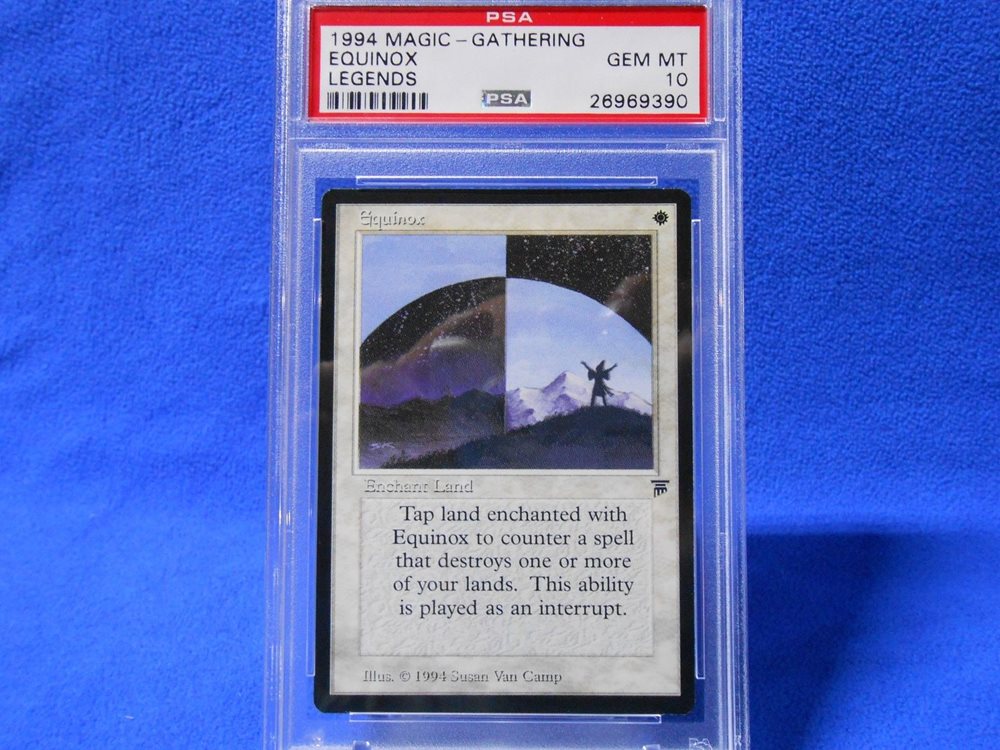 PSA
1994 MAGIC - GATHERING
EQUINOX GEM MT
LEGENDS 10
PSA 26969390
Equinox
Enchant Land
Tap land enchanted with
Equinox to counter a spell
that destroys one or more
of your lands. This ability
is played as an interrupt.
Illus. © 1994 Susan Van Camp